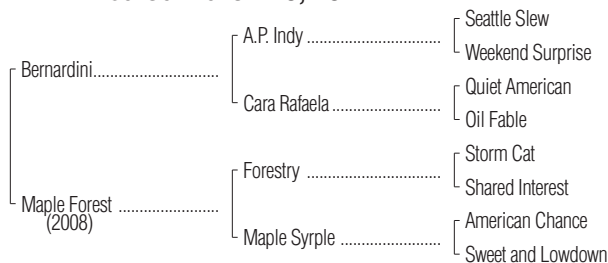 Seattle Slew
A.P. Indy
Weekend Surprise
Bernardini
Quiet American
Cara Rafaela
Oil Fable
Storm Cat
Forestry
Shared Interest
Maple Forest
(2008)
American Chance
Maple Syrple
Sweet and Lowdown